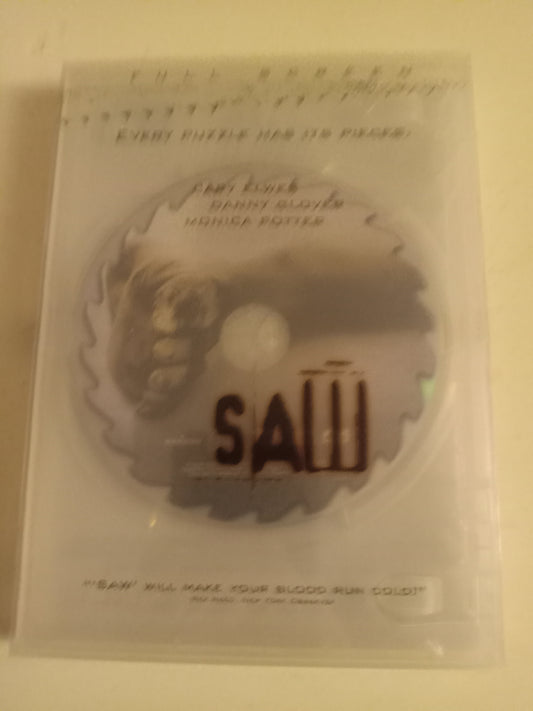 FULL SCREEN
EVERY PUZZLE HAS ITS PIECES.
CARY ELWES
DANNY GLOVER
MONICA POTTER
SAW
"'SAW' WILL MAKE YOUR BLOOD RUN COLD!"